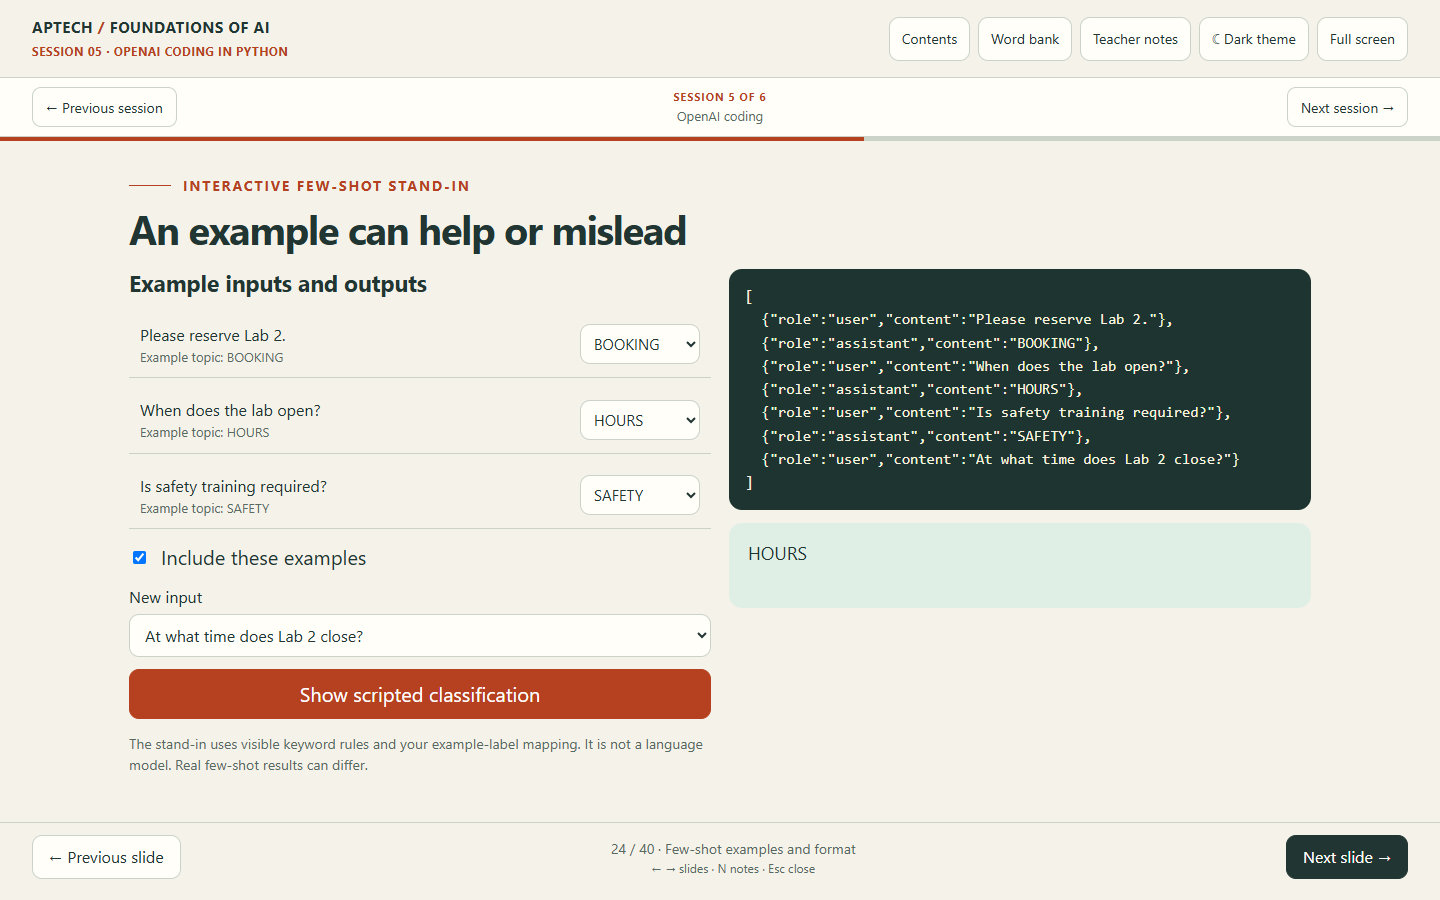 APTECH / FOUNDATIONS OF AI
SESSION 05 · OPENAI CODING IN PYTHON
Contents
Word bank
Teacher notes
☾ Dark theme
Full screen
← Previous session
SESSION 5 OF 6
OpenAI coding
Next session →
INTERACTIVE FEW-SHOT STAND-IN
An example can help or mislead
Example inputs and outputs
Please reserve Lab 2.
Example topic: BOOKING
BOOKING
When does the lab open?
Example topic: HOURS
HOURS
Is safety training required?
Example topic: SAFETY
SAFETY
Include these examples
New input
At what time does Lab 2 close?
Show scripted classification
The stand-in uses visible keyword rules and your example-label mapping. It is not a language
model. Real few-shot results can differ.
[
{"role":"user","content":"Please reserve Lab 2."},
{"role":"assistant","content":"BOOKING"},
{"role":"user","content":"When does the lab open?"},
{"role":"assistant","content":"HOURS"},
{"role":"user","content":"Is safety training required?"},
{"role":"assistant","content":"SAFETY"},
{"role":"user","content":"At what time does Lab 2 close?"}
]
HOURS
← Previous slide
24 / 40 · Few-shot examples and format
← → slides · N notes · Esc close
Next slide →